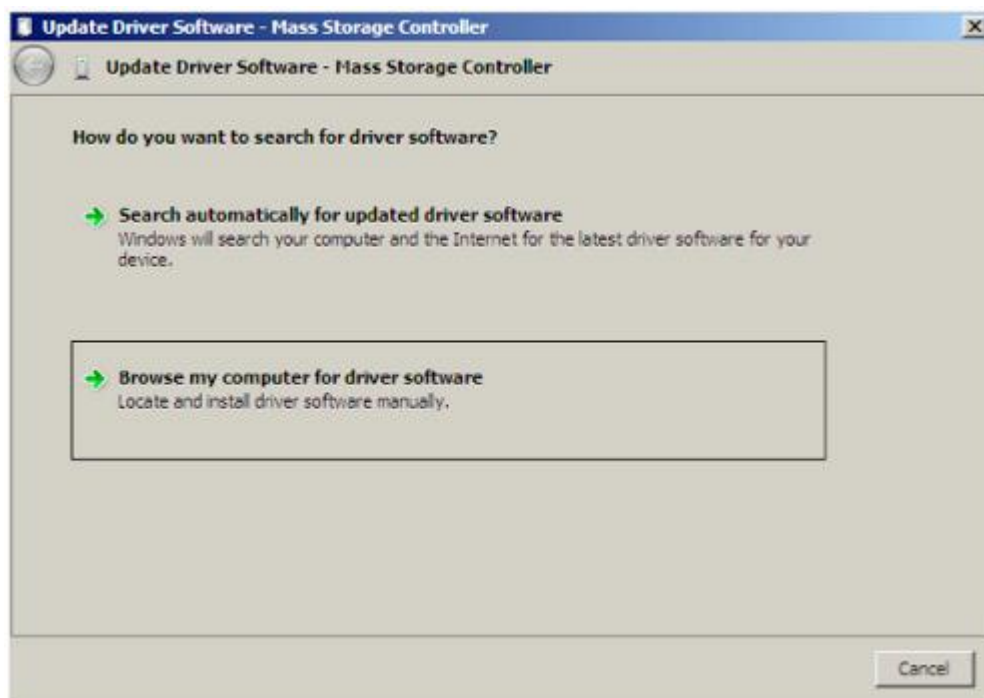 Update Driver Software - Mass Storage Controller
Update Driver Software - Mass Storage Controller
How do you want to search for driver software?
Search automatically for updated driver software
Windows will search your computer and the Internet for the latest driver software for your
device.
Browse my computer for driver software
Locate and install driver software manually.
Cancel